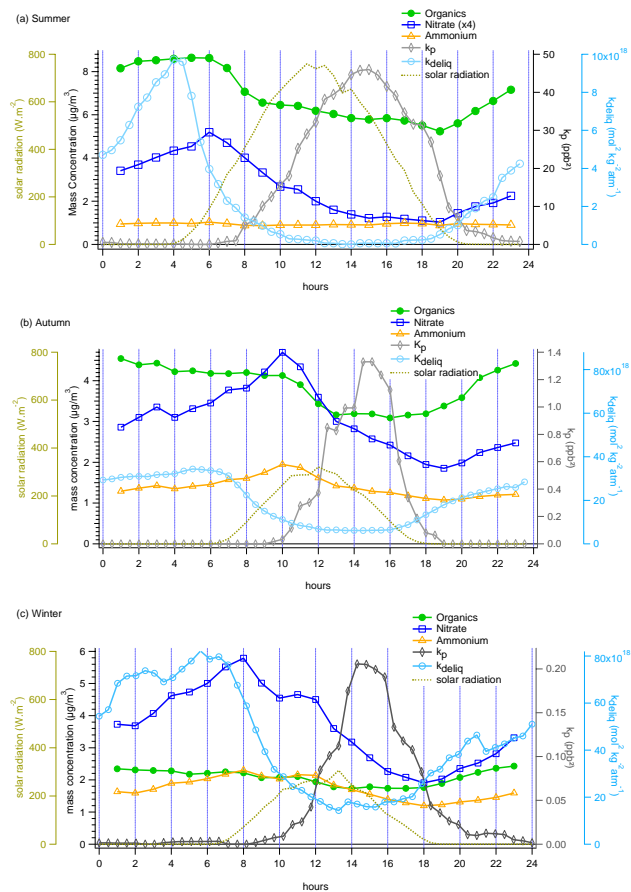 (a) Summer
Organics
Nitrate (x4)
Ammonium
kp
kdeliq
solar radiation
800
600
400
200
0
solar radiation (W.m-2)
8
6
4
2
0
Mass Concentration (µg/m3)
50
40
30
20
10
0
kp (ppb²)
10x10^18
8
6
4
2
0
kdeliq (mol² kg-2 atm-1)
0 2 4 6 8 10 12 14 16 18 20 22 24
hours
(b) Autumn
Organics
Nitrate
Ammonium
Kp
Kdeliq
solar radiation
800
600
400
200
0
solar radiation (W.m-2)
4
3
2
1
0
mass concentration (µg/m3)
1.4
1.2
1.0
0.8
0.6
0.4
0.2
0.0
kp (ppb²)
80x10^18
60
40
20
0
kdeliq (mol² kg-2 atm-1)
0 2 4 6 8 10 12 14 16 18 20 22 24
hours
(c) Winter
Organics
Nitrate
Ammonium
kp
kdeliq
solar radiation
800
600
400
200
0
solar radiation (W.m-2)
6
5
4
3
2
1
0
mass concentration (µg/m3)
0.20
0.15
0.10
0.05
0.00
kp (ppb²)
80x10^18
60
40
20
0
kdeliq (mol² kg-2 atm-1)
0 2 4 6 8 10 12 14 16 18 20 22 24
hours